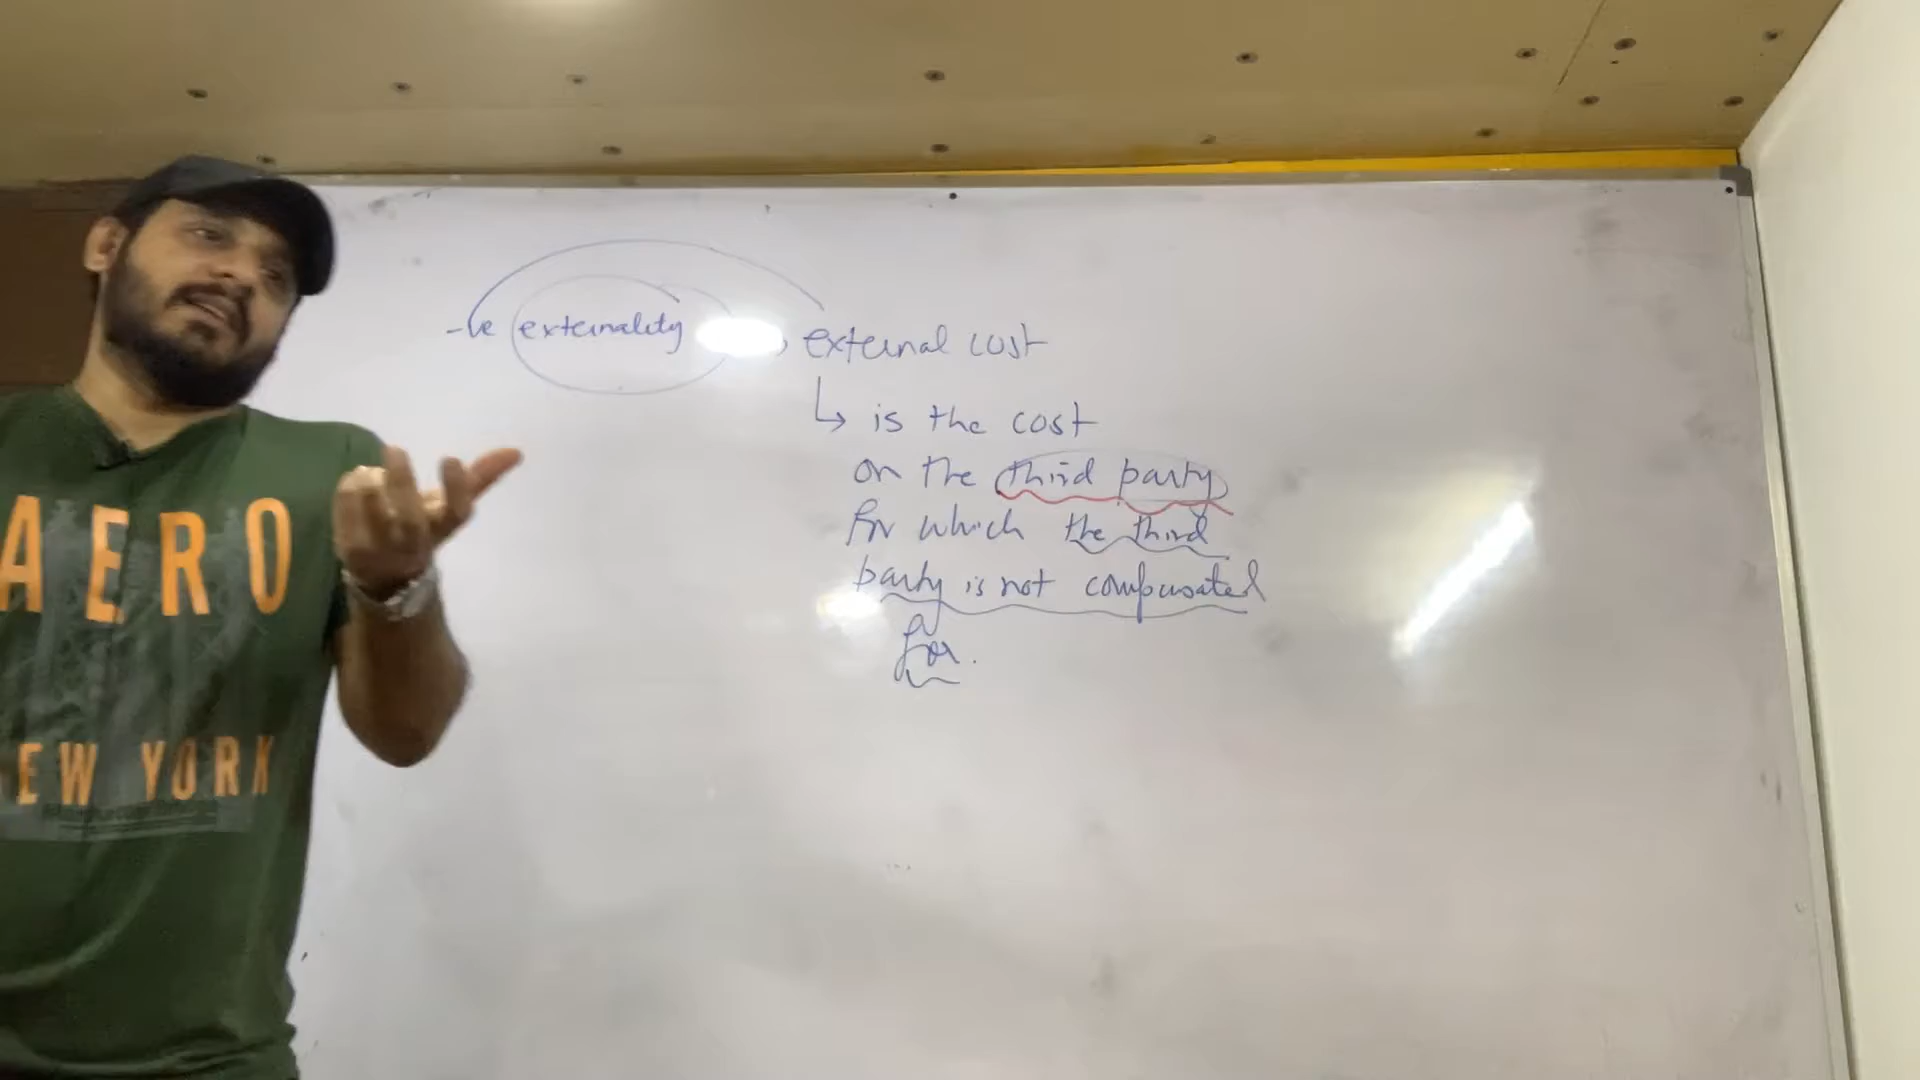 -ve externality , external cost
↳ is the cost
on the third party
for which the third
party is not compensated
for.
AERO
EW YORK